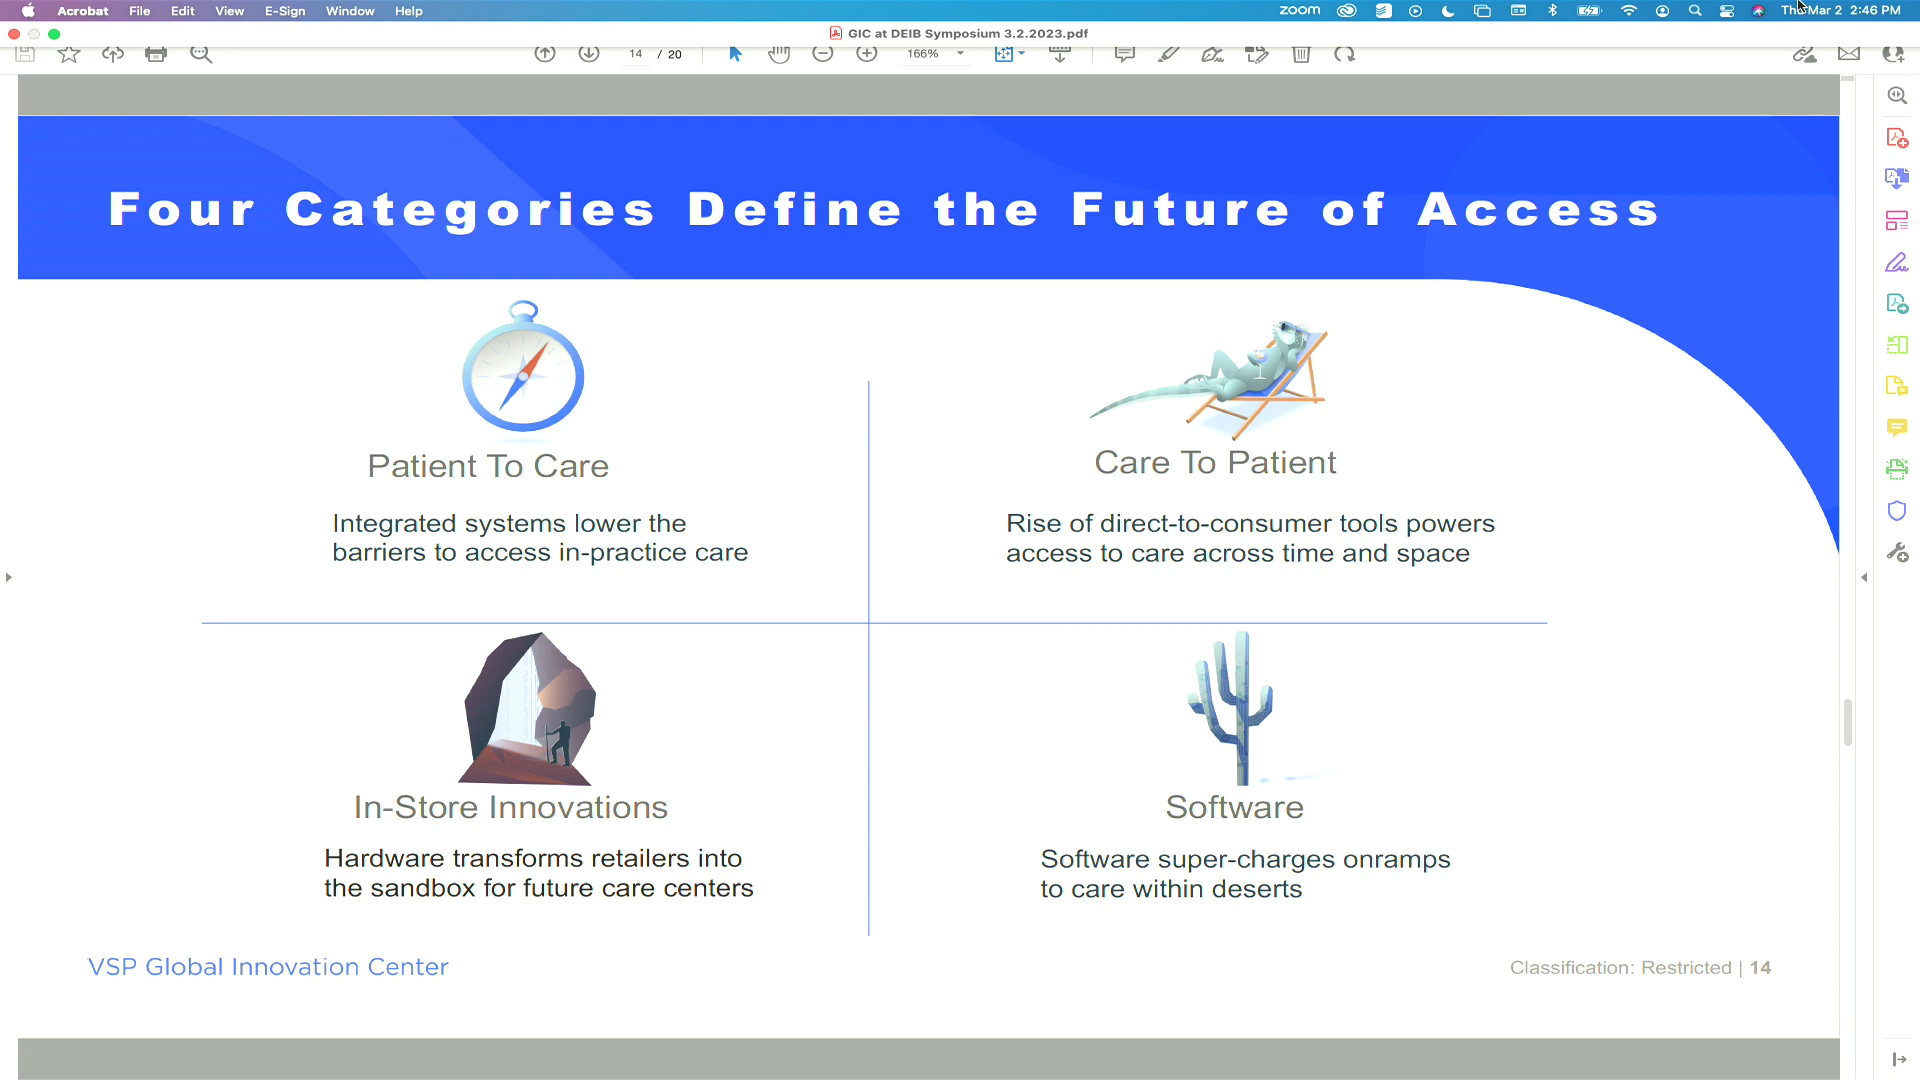 Acrobat File Edit View E-Sign Window Help
zoom
Thu Mar 2 2:46 PM
GIC at DEIB Symposium 3.2.2023.pdf
14 / 20
166%
Four Categories Define the Future of Access
Patient To Care
Integrated systems lower the
barriers to access in-practice care
Care To Patient
Rise of direct-to-consumer tools powers
access to care across time and space
In-Store Innovations
Hardware transforms retailers into
the sandbox for future care centers
Software
Software super-charges onramps
to care within deserts
VSP Global Innovation Center
Classification: Restricted | 14